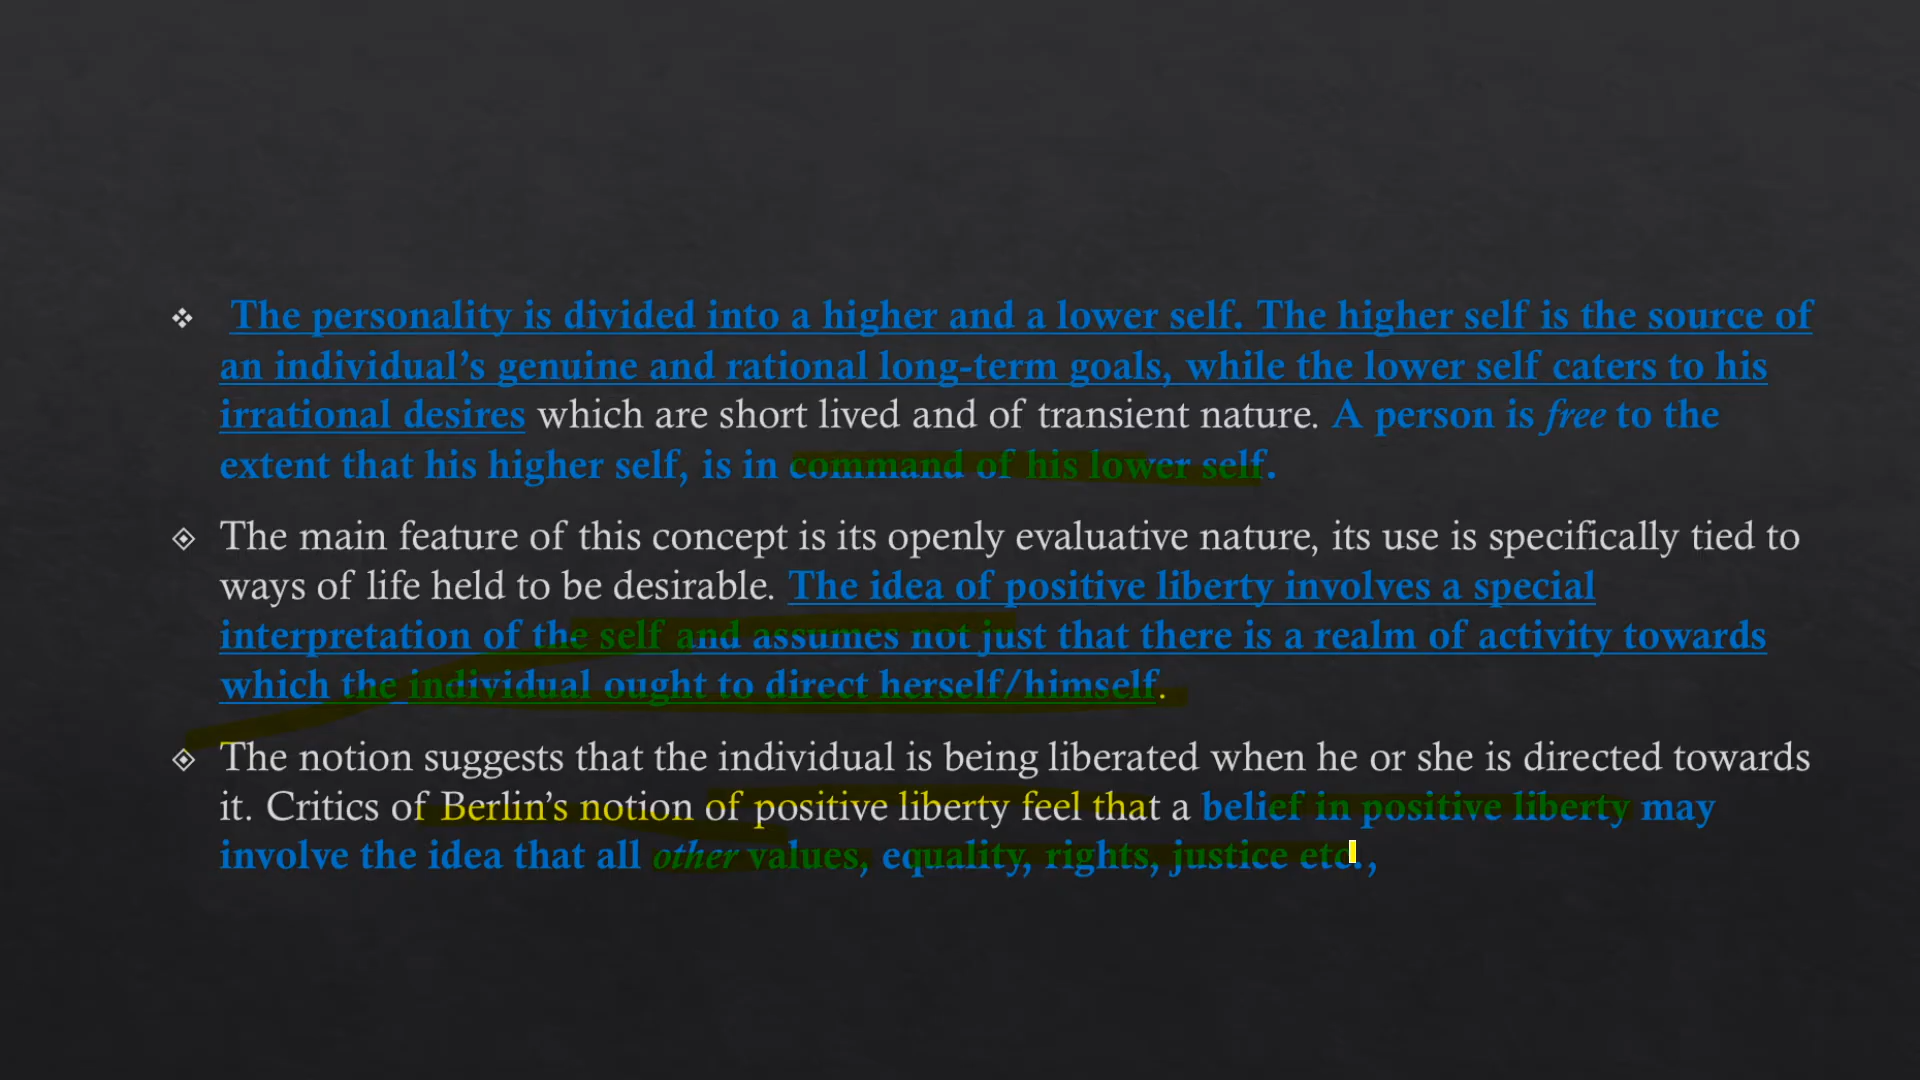 The personality is divided into a higher and a lower self. The higher self is the source of
an individual's genuine and rational long-term goals, while the lower self caters to his
irrational desires which are short lived and of transient nature. A person is free to the
extent that his higher self, is in command of his lower self.
The main feature of this concept is its openly evaluative nature, its use is specifically tied to
ways of life held to be desirable. The idea of positive liberty involves a special
interpretation of the self and assumes not just that there is a realm of activity towards
which the individual ought to direct herself/himself.
The notion suggests that the individual is being liberated when he or she is directed towards
it. Critics of Berlin's notion of positive liberty feel that a belief in positive liberty may
involve the idea that all other values, equality, rights, justice etc.,